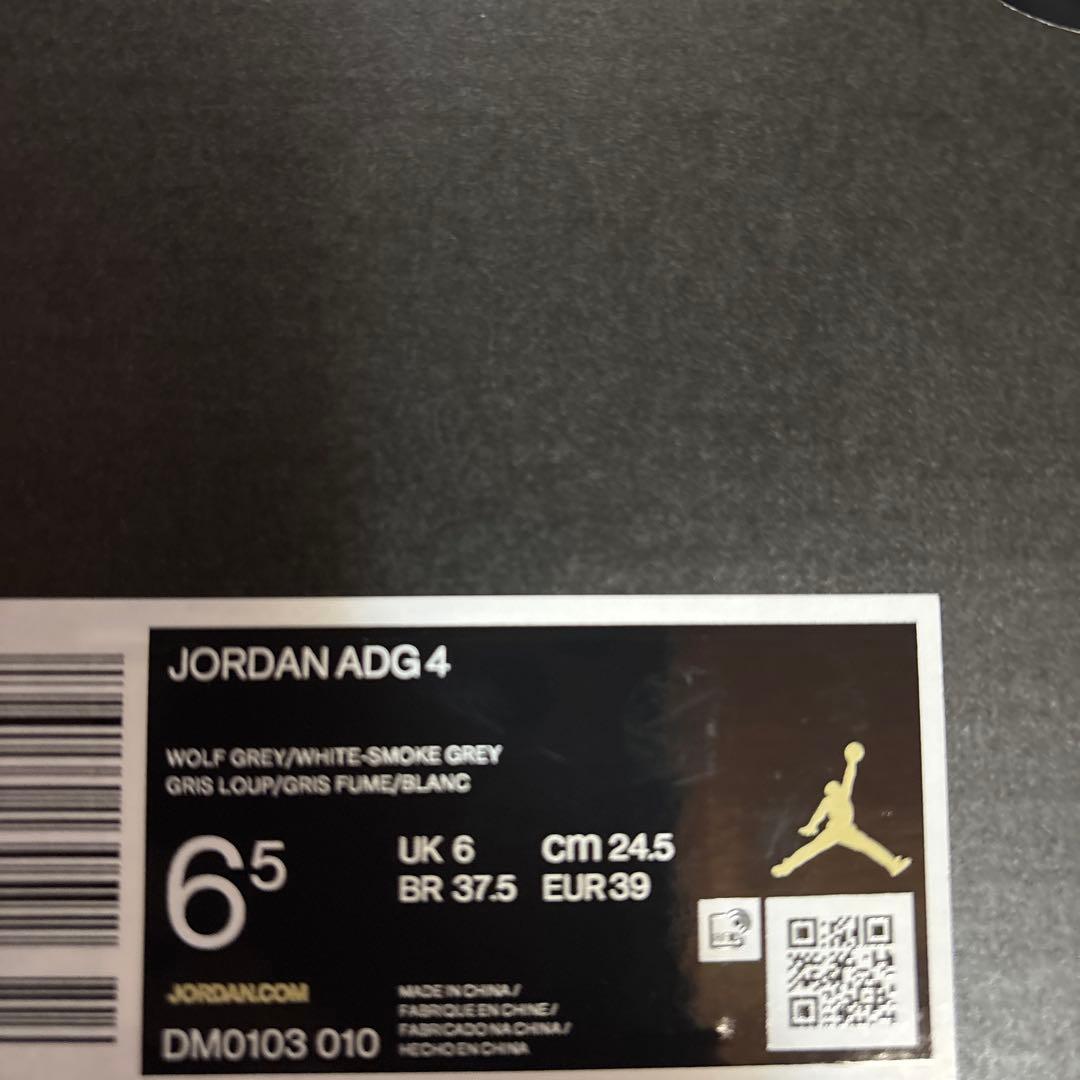 JORDAN ADG 4
WOLF GREY/WHITE-SMOKE GREY
GRIS LOUP/GRIS FUME/BLANC
6 5
UK 6 cm 24.5
BR 37.5 EUR 39
JORDAN.COM
DM0103 010
MADE IN CHINA /
FABRIQUE EN CHINE /
FABRICADO NA CHINA /
HECHO EN CHINA